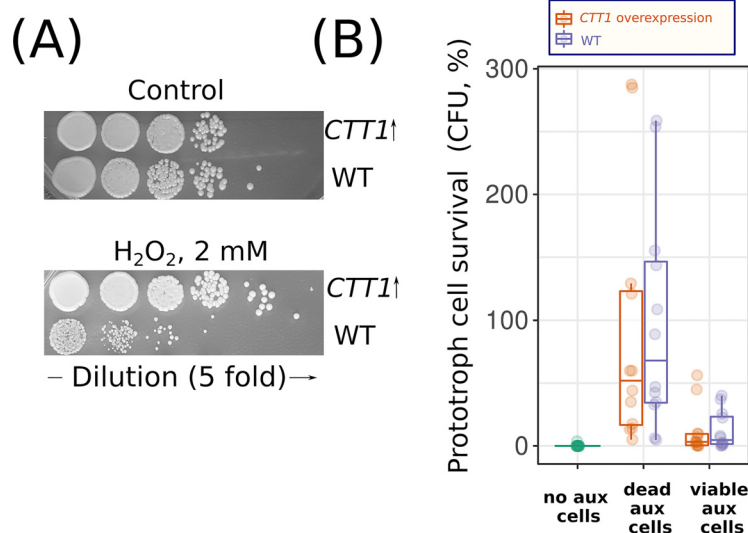 (A)
Control
CTT1↑
WT
H₂O₂, 2 mM
CTT1↑
WT
– Dilution (5 fold)→
(B)
CTT1 overexpression
WT
Prototroph cell survival (CFU, %)
300
200
100
0
no aux
cells
dead
aux
cells
viable
aux
cells